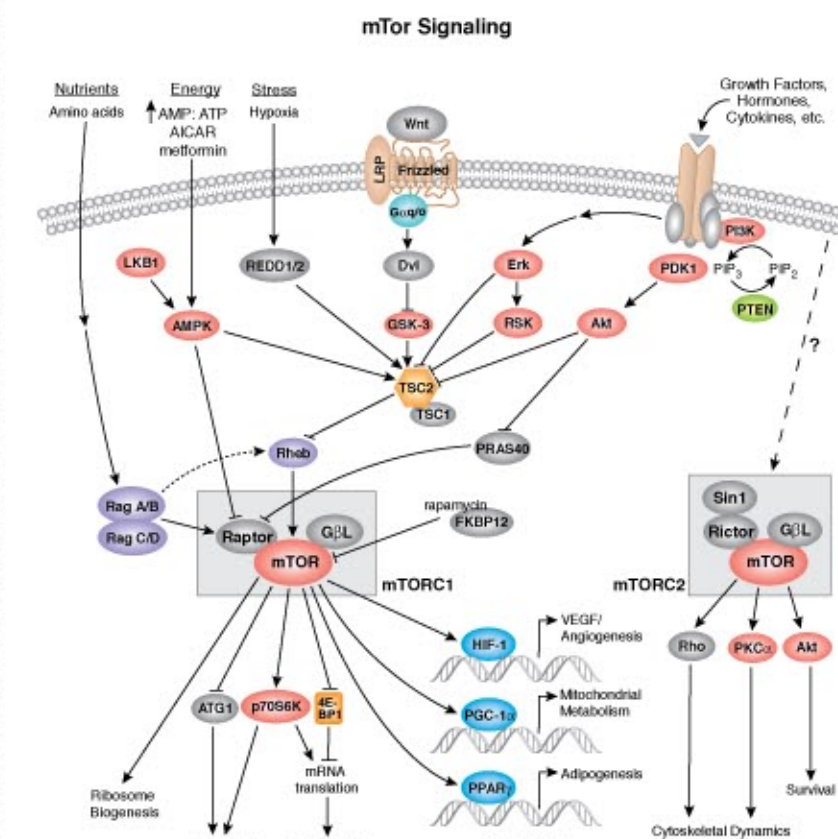 mTor Signaling
Nutrients
Amino acids
Energy
AMP: ATP
AICAR
metformin
Stress
Hypoxia
Wnt
LRP
Frizzled
Gαq/o
Growth Factors,
Hormones,
Cytokines, etc.
PI3K
LKB1
REDD1/2
Dvl
Erk
PDK1
PIP3
PIP2
PTEN
AMPK
GSK-3
RSK
Akt
?
TSC2
TSC1
Rheb
PRAS40
Rag A/B
Rag C/D
Raptor
GβL
mTOR
mTORC1
rapamycin
FKBP12
Sin1
Rictor
GβL
mTOR
mTORC2
HIF-1
VEGF/
Angiogenesis
Rho
PKCα
Akt
ATG1
p70S6K
4E-
BP1
PGC-1α
Mitochondrial
Metabolism
mRNA
translation
PPARγ
Adipogenesis
Ribosome
Biogenesis
Survival
Cytoskeletal Dynamics